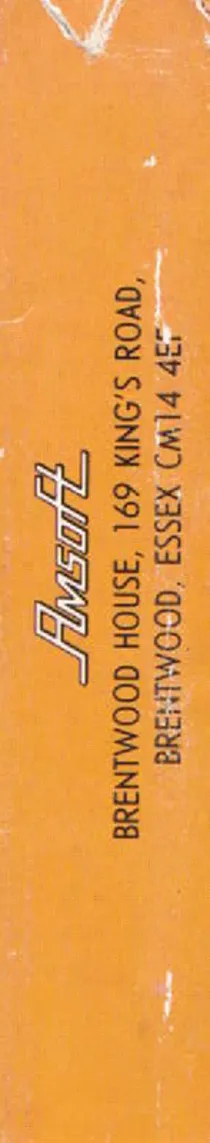 Amsoft
BRENTWOOD HOUSE, 169 KING'S ROAD,
BRENTWOOD, ESSEX CM14 4EF